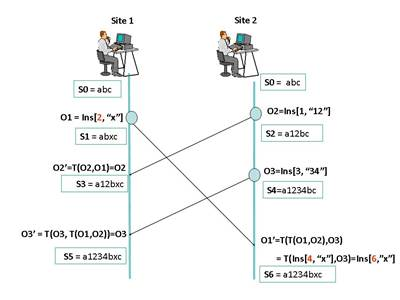 Site 1
Site 2
S0 = abc
S0 = abc
O1 = Ins[2, “x”]
O2=Ins[1, “12”]
S1 = abxc
S2 = a12bc
O2’=T(O2,O1)=O2
S3 = a12bxc
O3=Ins[3, “34”]
S4=a1234bc
O3’ = T(O3, T(O1,O2))=O3
S5 = a1234bxc
O1’=T(T(O1,O2),O3)
= T(Ins[4, “x”],O3)=Ins[6,”x”]
S6 = a1234bxc